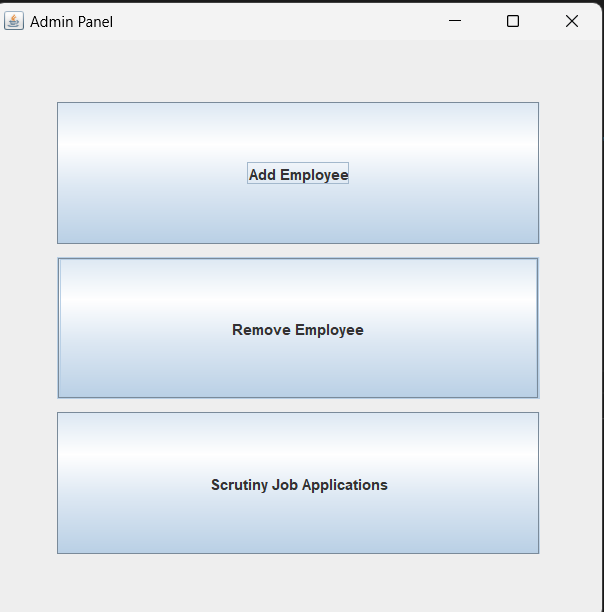 Admin Panel
Add Employee
Remove Employee
Scrutiny Job Applications